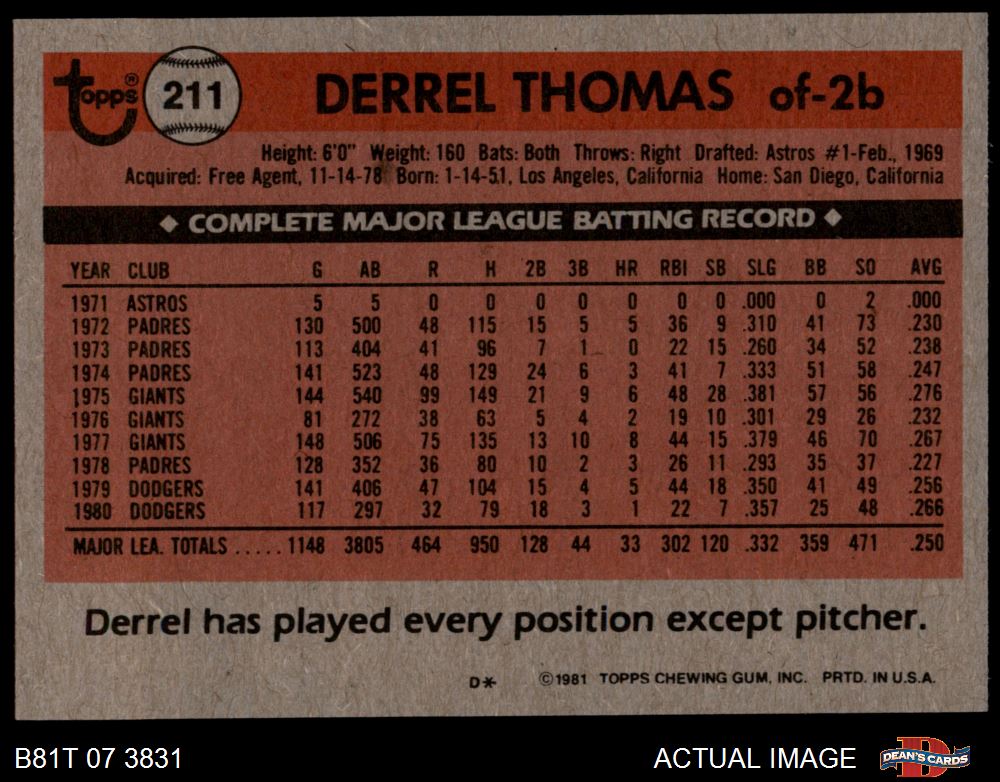 topps ® 211 DERREL THOMAS of-2b
Height: 6'0" Weight: 160 Bats: Both Throws: Right Drafted: Astros #1-Feb., 1969
Acquired: Free Agent, 11-14-78 Born: 1-14-51, Los Angeles, California Home: San Diego, California
◆ COMPLETE MAJOR LEAGUE BATTING RECORD ◆
YEAR CLUB G AB R H 2B 3B HR RBI SB SLG BB SO AVG
1971 ASTROS 5 5 0 0 0 0 0 0 0 .000 0 2 .000
1972 PADRES 130 500 48 115 15 5 5 36 9 .310 41 73 .230
1973 PADRES 113 404 41 96 7 1 0 22 15 .260 34 52 .238
1974 PADRES 141 523 48 129 24 6 3 41 7 .333 51 58 .247
1975 GIANTS 144 540 99 149 21 9 6 48 28 .381 57 56 .276
1976 GIANTS 81 272 38 63 5 4 2 19 10 .301 29 26 .232
1977 GIANTS 148 506 75 135 13 10 8 44 15 .379 46 70 .267
1978 PADRES 128 352 36 80 10 2 3 26 11 .293 35 37 .227
1979 DODGERS 141 406 47 104 15 4 5 44 18 .350 41 49 .256
1980 DODGERS 117 297 32 79 18 3 1 22 7 .357 25 48 .266
MAJOR LEA. TOTALS ..... 1148 3805 464 950 128 44 33 302 120 .332 359 471 .250
Derrel has played every position except pitcher.
D* ©1981 TOPPS CHEWING GUM, INC. PRTD. IN U.S.A.
B81T 07 3831 ACTUAL IMAGE DEAN'S CARDS